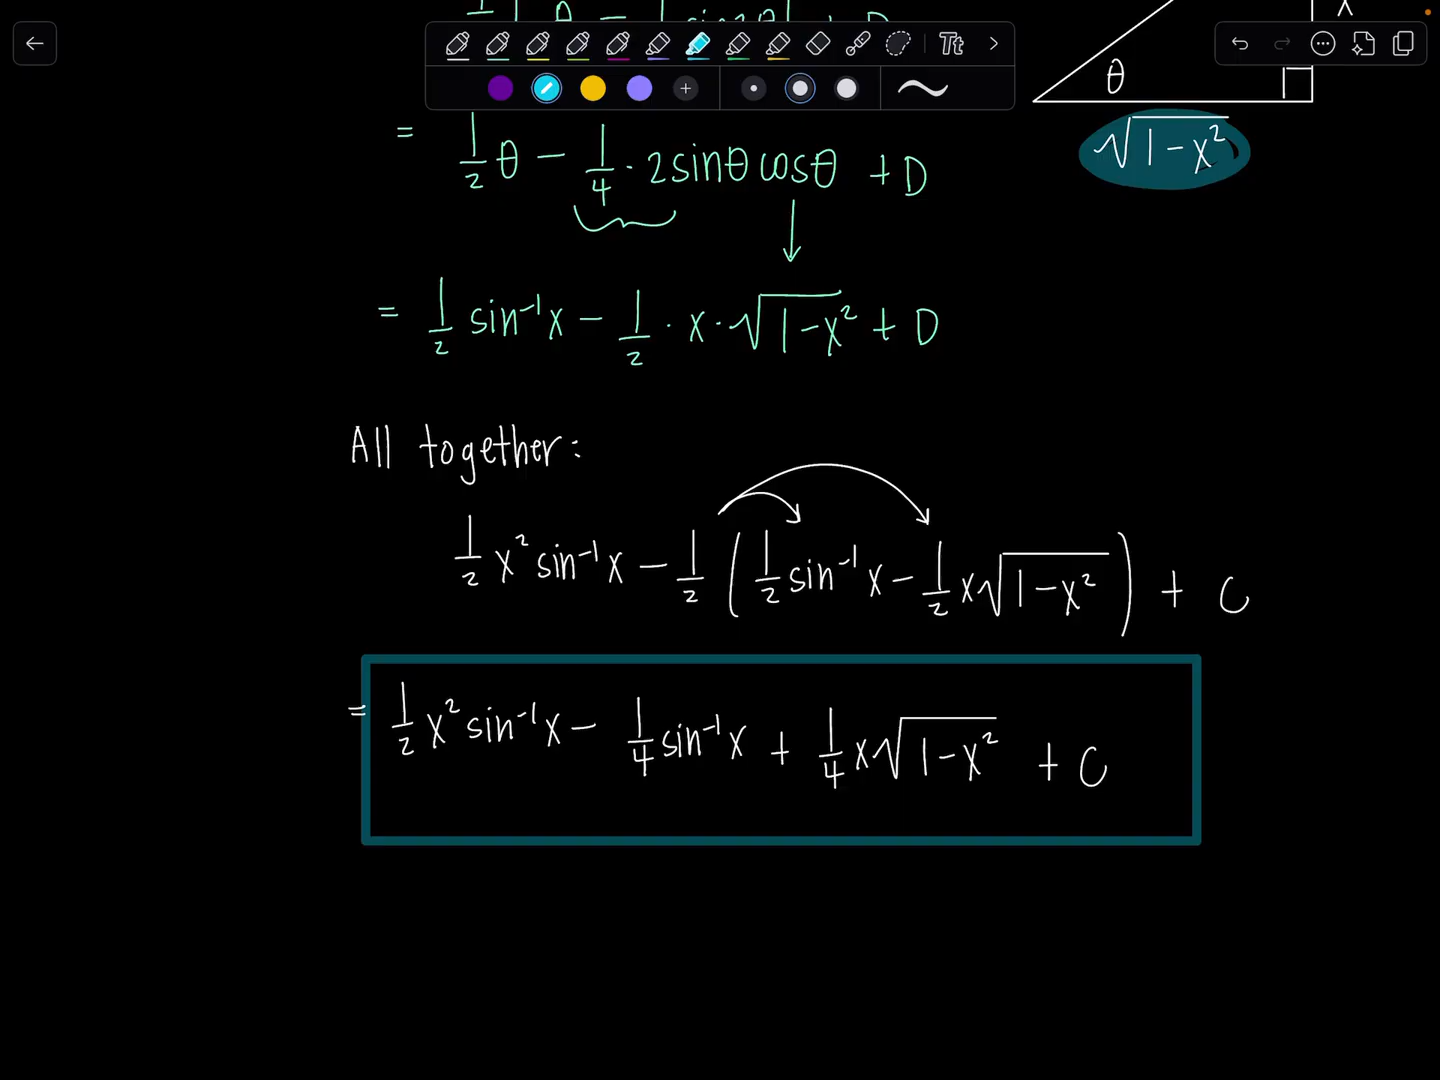 x
θ
√1-x²
= 1/2 θ - 1/4 · 2sinθ cosθ + D
= 1/2 sin⁻¹x - 1/2 · x · √1-x² + D
All together:
1/2 x² sin⁻¹x - 1/2 (1/2 sin⁻¹x - 1/2 x√1-x²) + C
= 1/2 x² sin⁻¹x - 1/4 sin⁻¹x + 1/4 x√1-x² + C
Tt